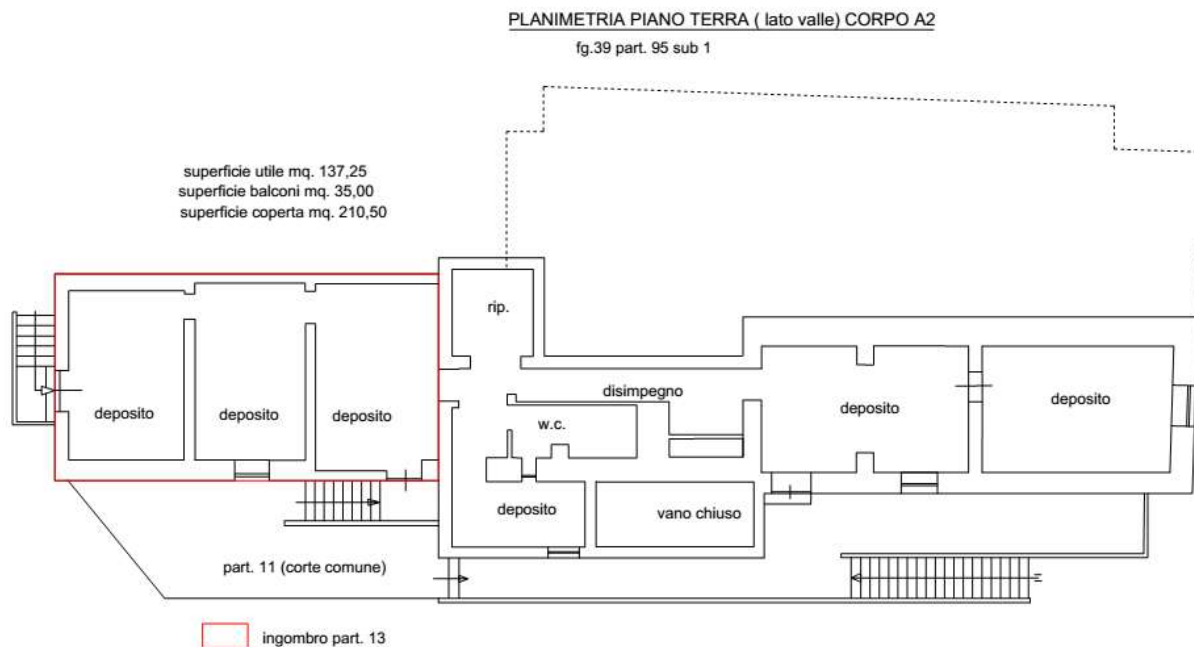 PLANIMETRIA PIANO TERRA ( lato valle) CORPO A2
fg.39 part. 95 sub 1
superficie utile mq. 137,25
superficie balconi mq. 35,00
superficie coperta mq. 210,50
rip.
disimpegno
deposito
deposito
deposito
deposito
deposito
w.c.
deposito
vano chiuso
part. 11 (corte comune)
ingombro part. 13